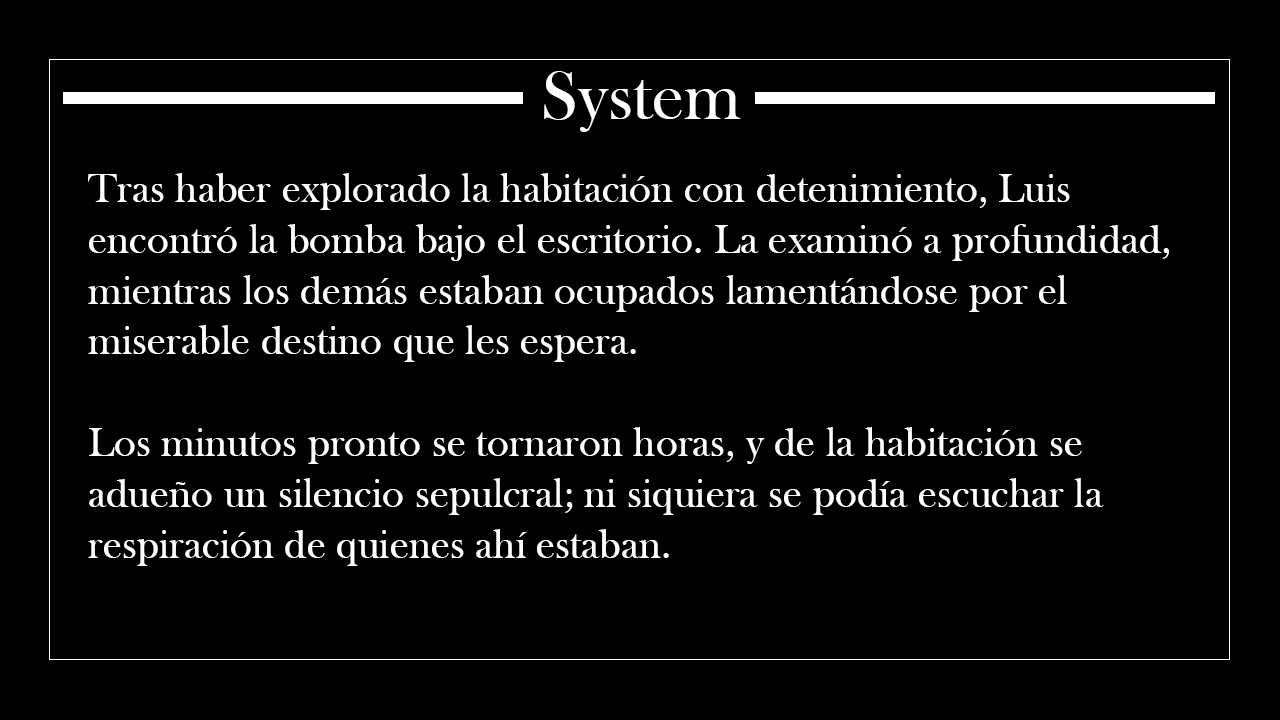 System
Tras haber explorado la habitación con detenimiento, Luis
encontró la bomba bajo el escritorio. La examinó a profundidad,
mientras los demás estaban ocupados lamentándose por el
miserable destino que les espera.
Los minutos pronto se tornaron horas, y de la habitación se
adueño un silencio sepulcral; ni siquiera se podía escuchar la
respiración de quienes ahí estaban.